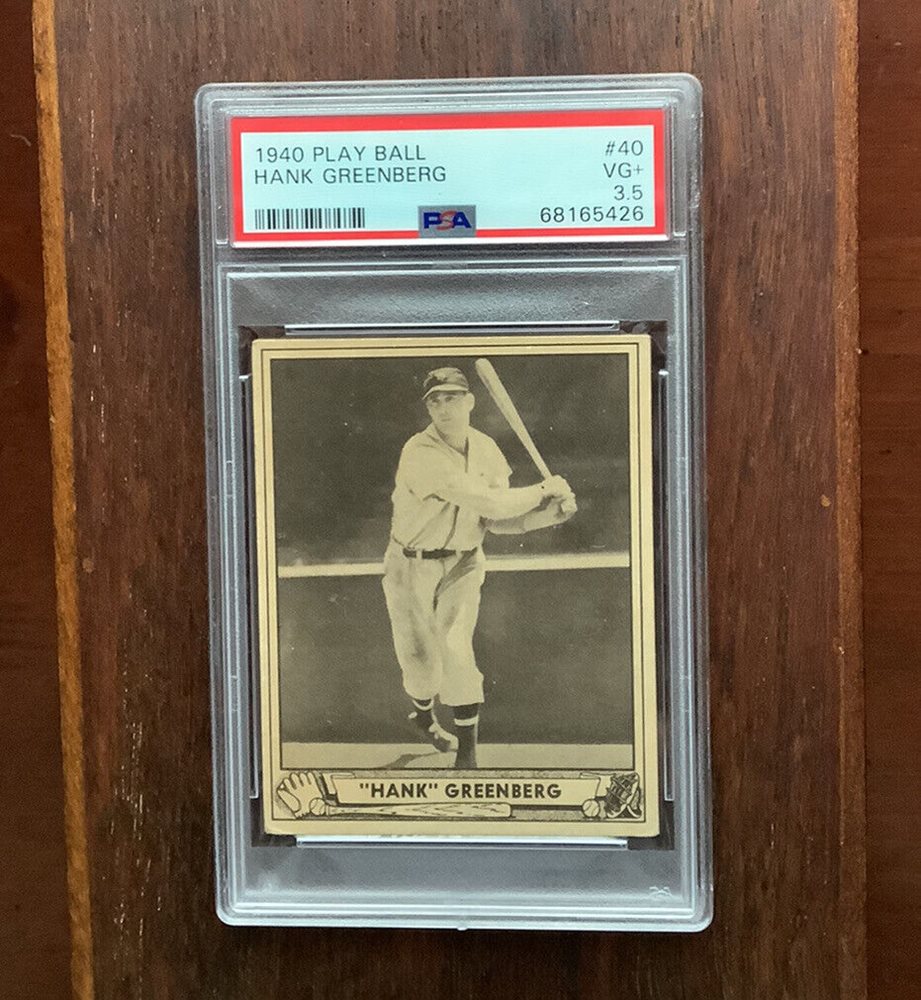 1940 PLAY BALL #40
HANK GREENBERG VG+
3.5
PSA 68165426
"HANK" GREENBERG